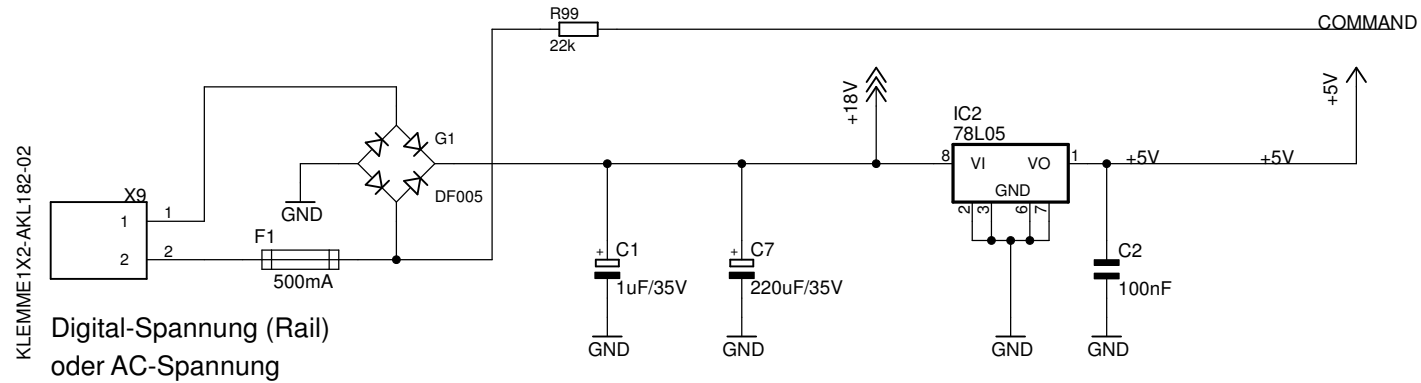 R99
22k
COMMAND
+18V
+5V
IC2
78L05
G1
DF005
8
VI
VO
1
+5V
+5V
GND
2
3
6
7
GND
KLEMME1X2-AKL182-02
X9
1
1
2
2
F1
500mA
C1
1uF/35V
C7
220uF/35V
C2
100nF
+
+
GND
GND
GND
GND
Digital-Spannung (Rail)
oder AC-Spannung